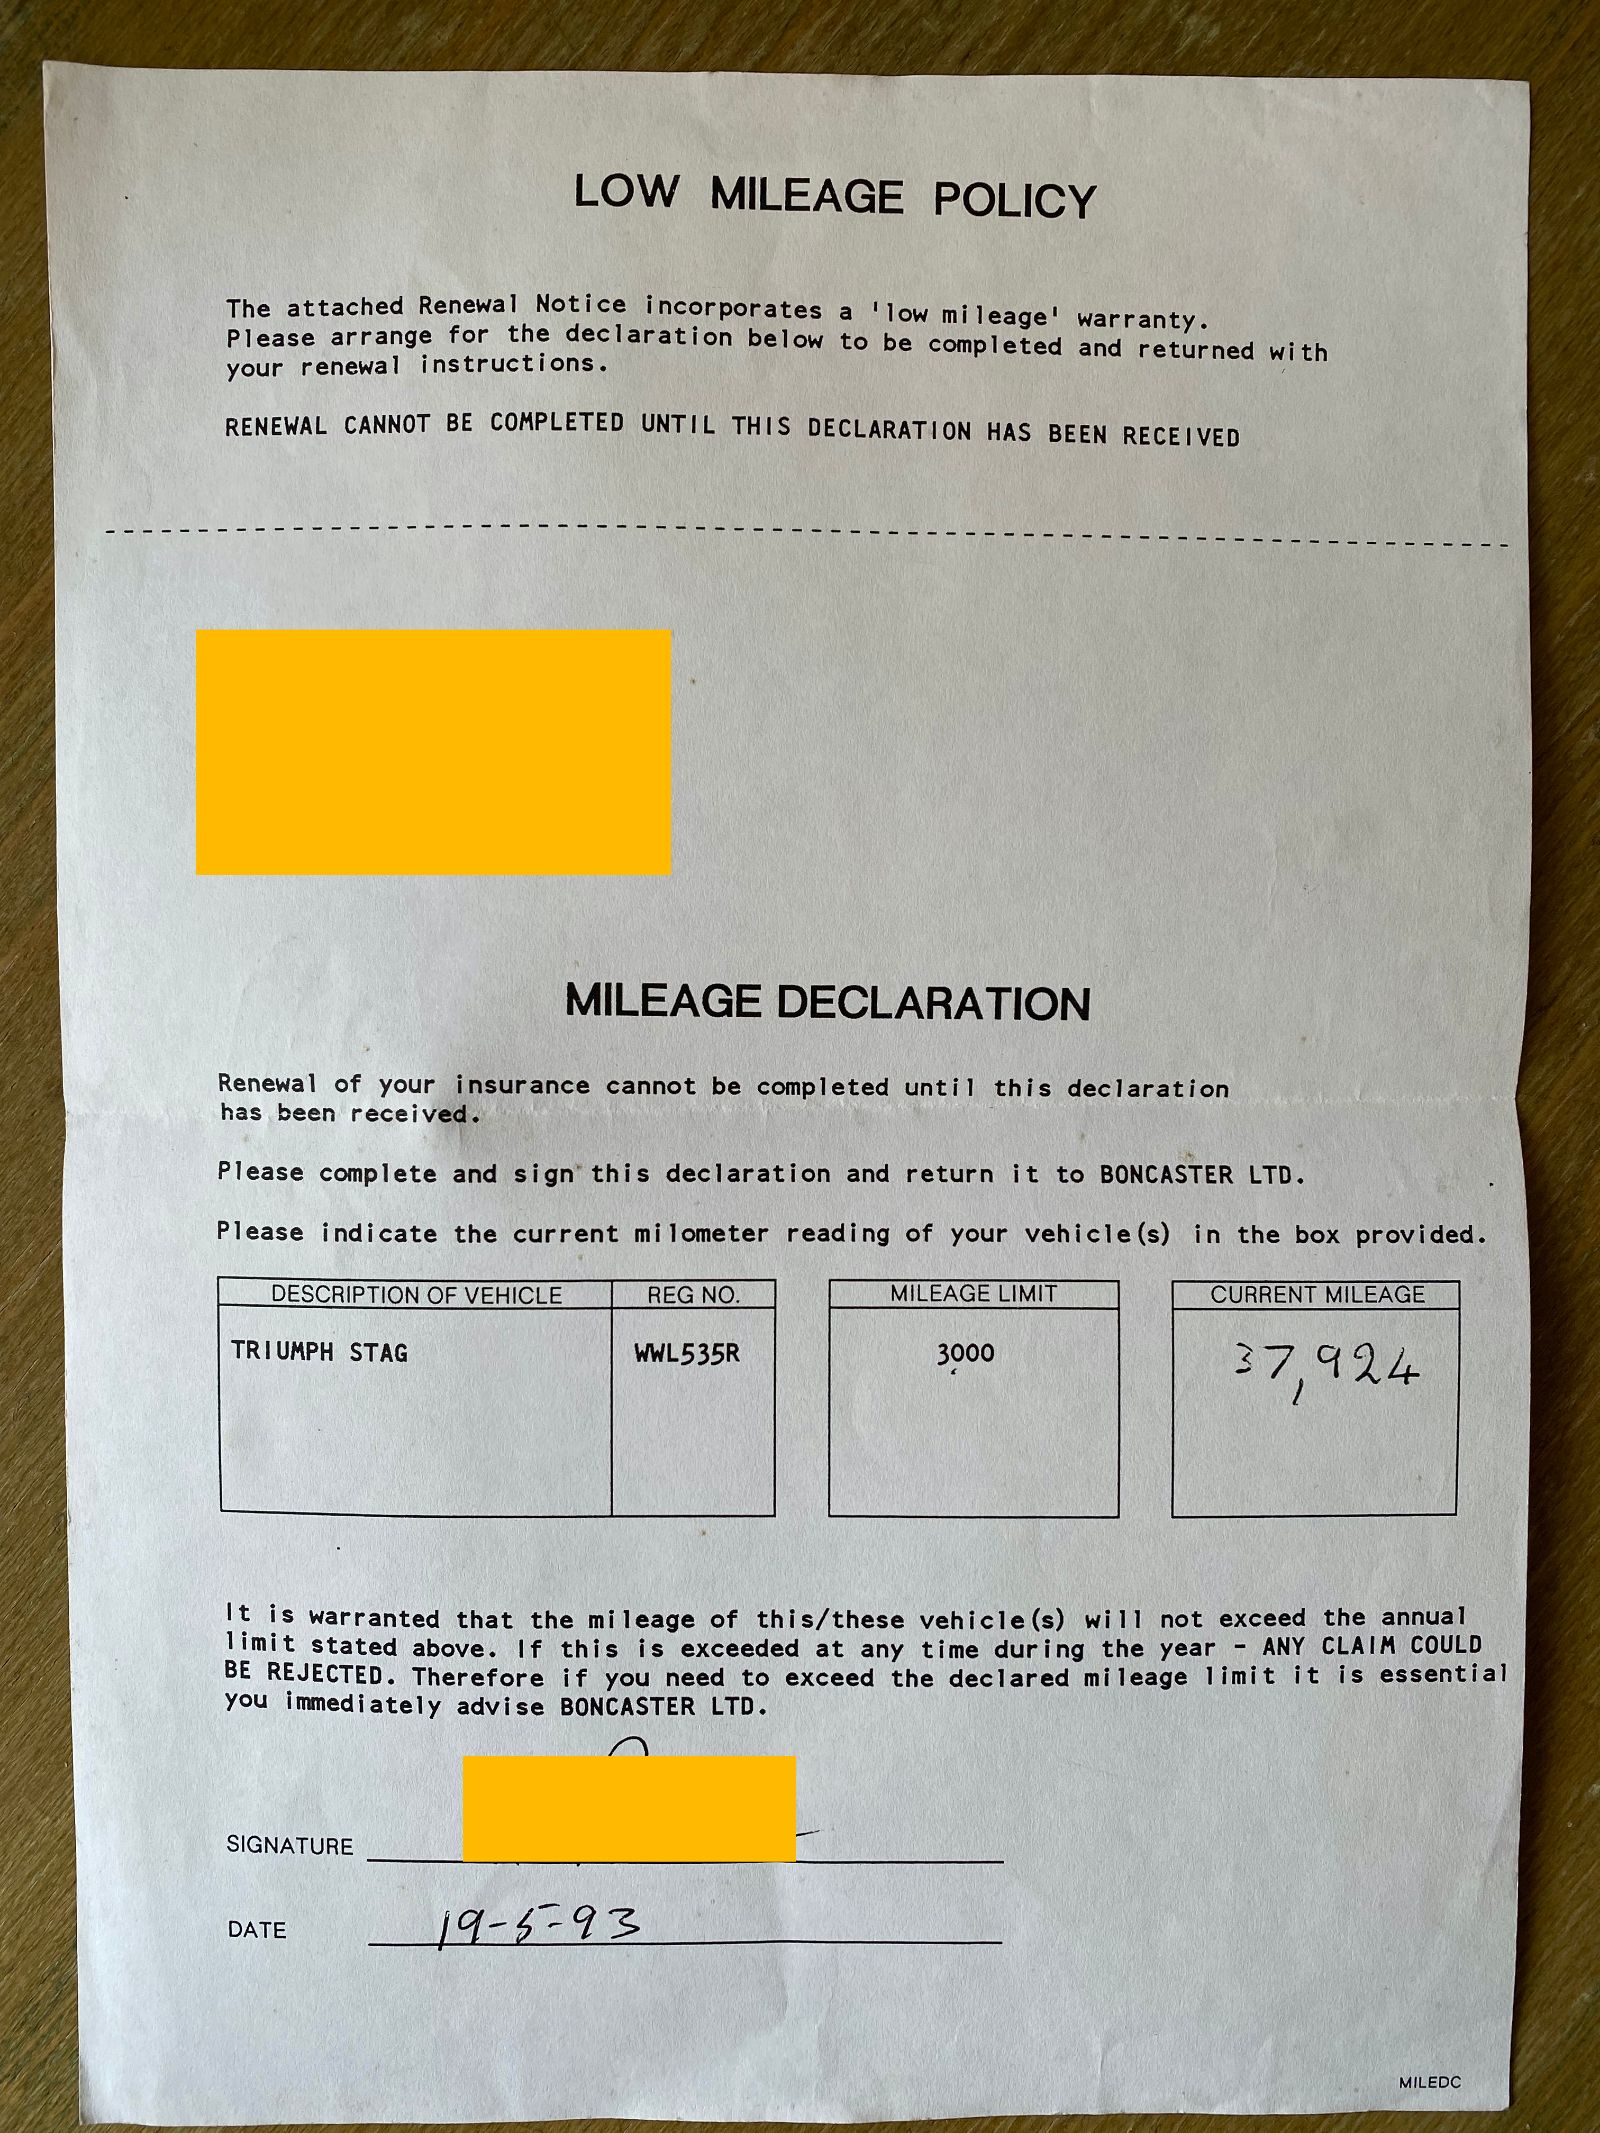 LOW MILEAGE POLICY
The attached Renewal Notice incorporates a 'low mileage' warranty.
Please arrange for the declaration below to be completed and returned with
your renewal instructions.
RENEWAL CANNOT BE COMPLETED UNTIL THIS DECLARATION HAS BEEN RECEIVED
MILEAGE DECLARATION
Renewal of your insurance cannot be completed until this declaration
has been received.
Please complete and sign this declaration and return it to BONCASTER LTD.
Please indicate the current milometer reading of your vehicle(s) in the box provided.
DESCRIPTION OF VEHICLE REG NO. MILEAGE LIMIT CURRENT MILEAGE
TRIUMPH STAG WWL535R 3000 37,924
It is warranted that the mileage of this/these vehicle(s) will not exceed the annual
limit stated above. If this is exceeded at any time during the year - ANY CLAIM COULD
BE REJECTED. Therefore if you need to exceed the declared mileage limit it is essential
you immediately advise BONCASTER LTD.
SIGNATURE
DATE 19-5-93
MILEDC